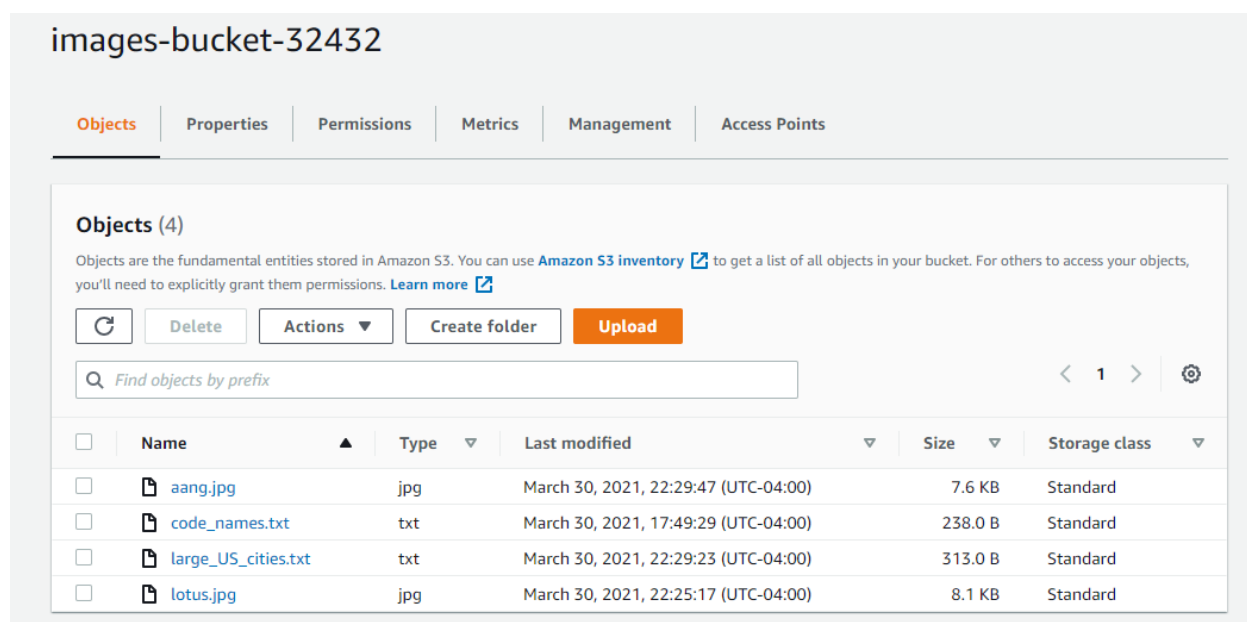 images-bucket-32432
Objects Properties Permissions Metrics Management Access Points
Objects (4)
Objects are the fundamental entities stored in Amazon S3. You can use Amazon S3 inventory to get a list of all objects in your bucket. For others to access your objects,
you'll need to explicitly grant them permissions. Learn more
Delete Actions Create folder Upload
Find objects by prefix 1
Name Type Last modified Size Storage class
aang.jpg jpg March 30, 2021, 22:29:47 (UTC-04:00) 7.6 KB Standard
code_names.txt txt March 30, 2021, 17:49:29 (UTC-04:00) 238.0 B Standard
large_US_cities.txt txt March 30, 2021, 22:29:23 (UTC-04:00) 313.0 B Standard
lotus.jpg jpg March 30, 2021, 22:25:17 (UTC-04:00) 8.1 KB Standard